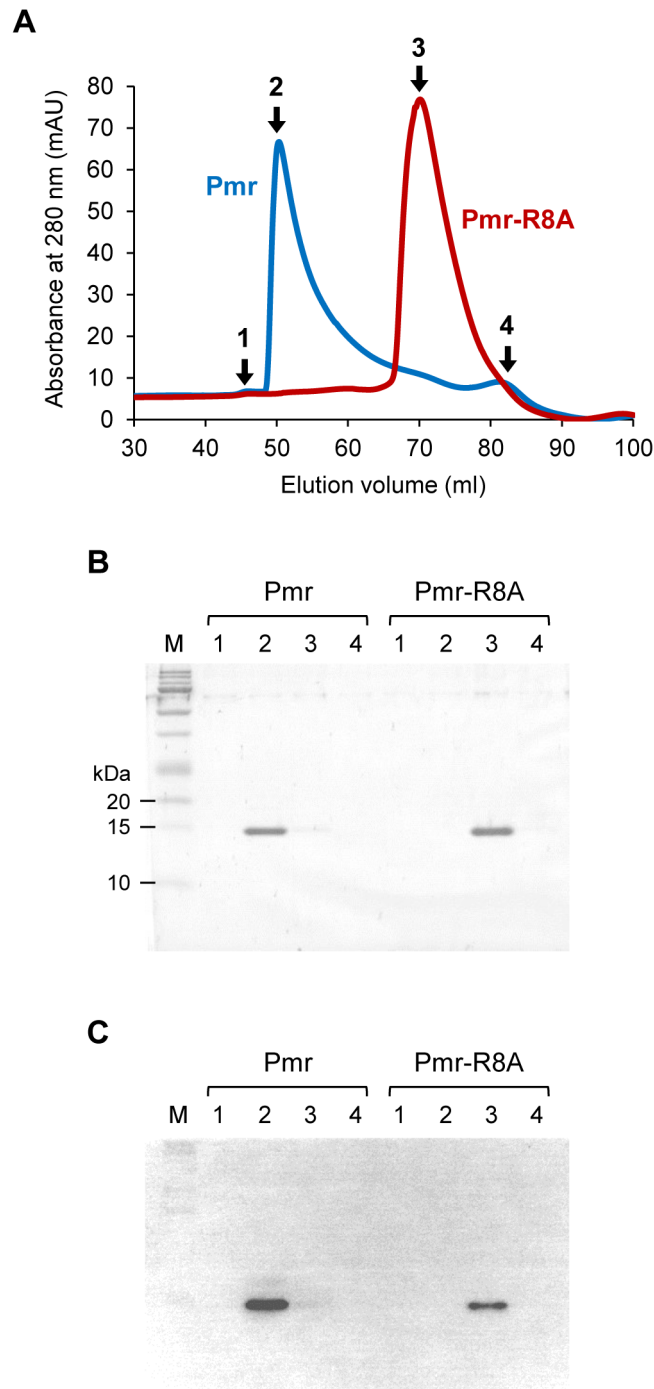 A
Absorbance at 280 nm (mAU)
80
70
60
50
40
30
20
10
0
1
2
3
4
Pmr
Pmr-R8A
30 40 50 60 70 80 90 100
Elution volume (ml)
B
Pmr Pmr-R8A
M 1 2 3 4 1 2 3 4
kDa
20
15
10
C
Pmr Pmr-R8A
M 1 2 3 4 1 2 3 4